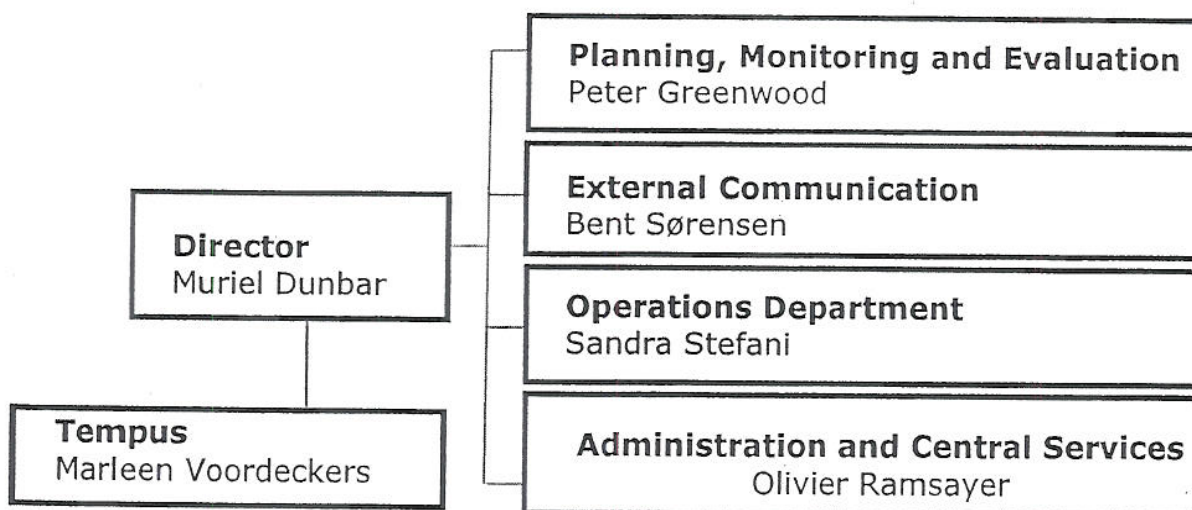 Planning, Monitoring and Evaluation
Peter Greenwood
External Communication
Bent Sørensen
Director
Muriel Dunbar
Operations Department
Sandra Stefani
Tempus
Marleen Voordeckers
Administration and Central Services
Olivier Ramsayer